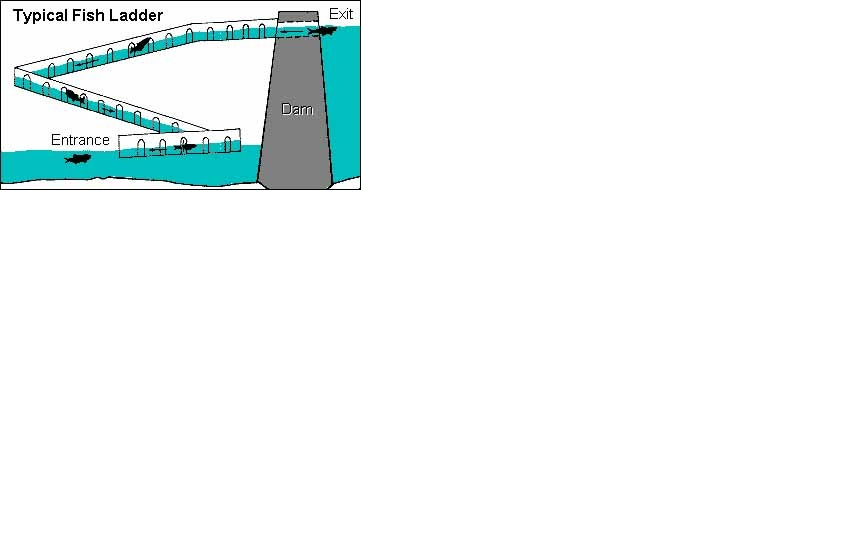 Typical Fish Ladder
Exit
Dam
Entrance